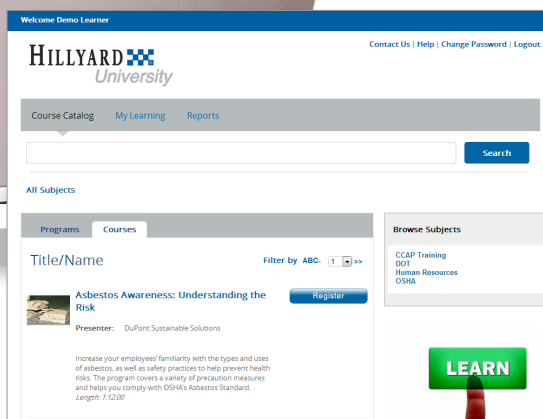 Welcome Demo Learner
Contact Us | Help | Change Password | Logout
HILLYARD
University
Course Catalog My Learning Reports
Search
All Subjects
Programs Courses
Title/Name Filter by ABC: 1 >>
Asbestos Awareness: Understanding the
Risk
Register
Presenter: DuPont Sustainable Solutions
Increase your employees' familiarity with the types and uses
of asbestos, as well as safety practices to help prevent health
risks. The program covers a variety of precaution measures
and helps you comply with OSHA's Asbestos Standard.
Length: 1:12:00
Browse Subjects
CCAP Training
DOT
Human Resources
OSHA
LEARN